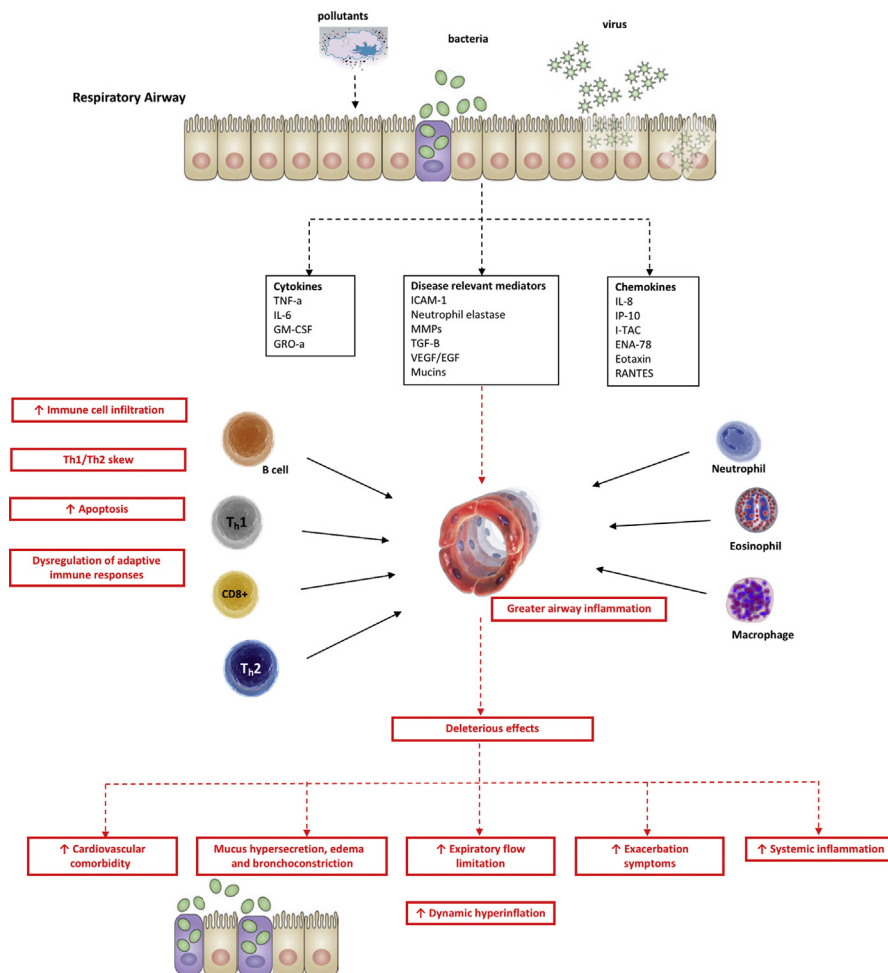 pollutants
bacteria
virus
Respiratory Airway
Cytokines
TNF-a
IL-6
GM-CSF
GRO-a
Disease relevant mediators
ICAM-1
Neutrophil elastase
MMPs
TGF-B
VEGF/EGF
Mucins
Chemokines
IL-8
IP-10
I-TAC
ENA-78
Eotaxin
RANTES
↑ Immune cell infiltration
Th1/Th2 skew
↑ Apoptosis
Dysregulation of adaptive
immune responses
B cell
Th1
CD8+
Th2
Neutrophil
Eosinophil
Macrophage
Greater airway inflammation
Deleterious effects
↑ Cardiovascular
comorbidity
Mucus hypersecretion, edema
and bronchoconstriction
↑ Expiratory flow
limitation
↑ Exacerbation
symptoms
↑ Systemic inflammation
↑ Dynamic hyperinflation